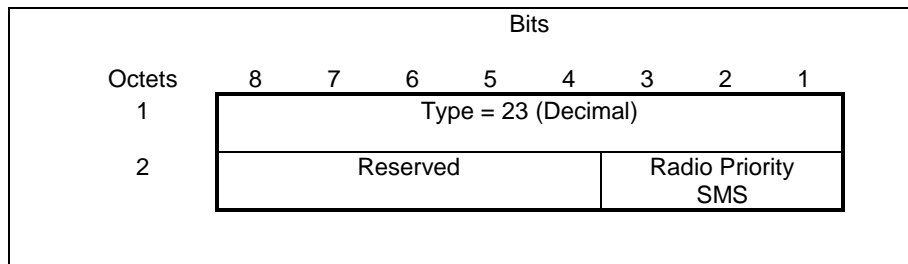 Bits
Octets 8 7 6 5 4 3 2 1
1 Type = 23 (Decimal)
2 Reserved Radio Priority
SMS